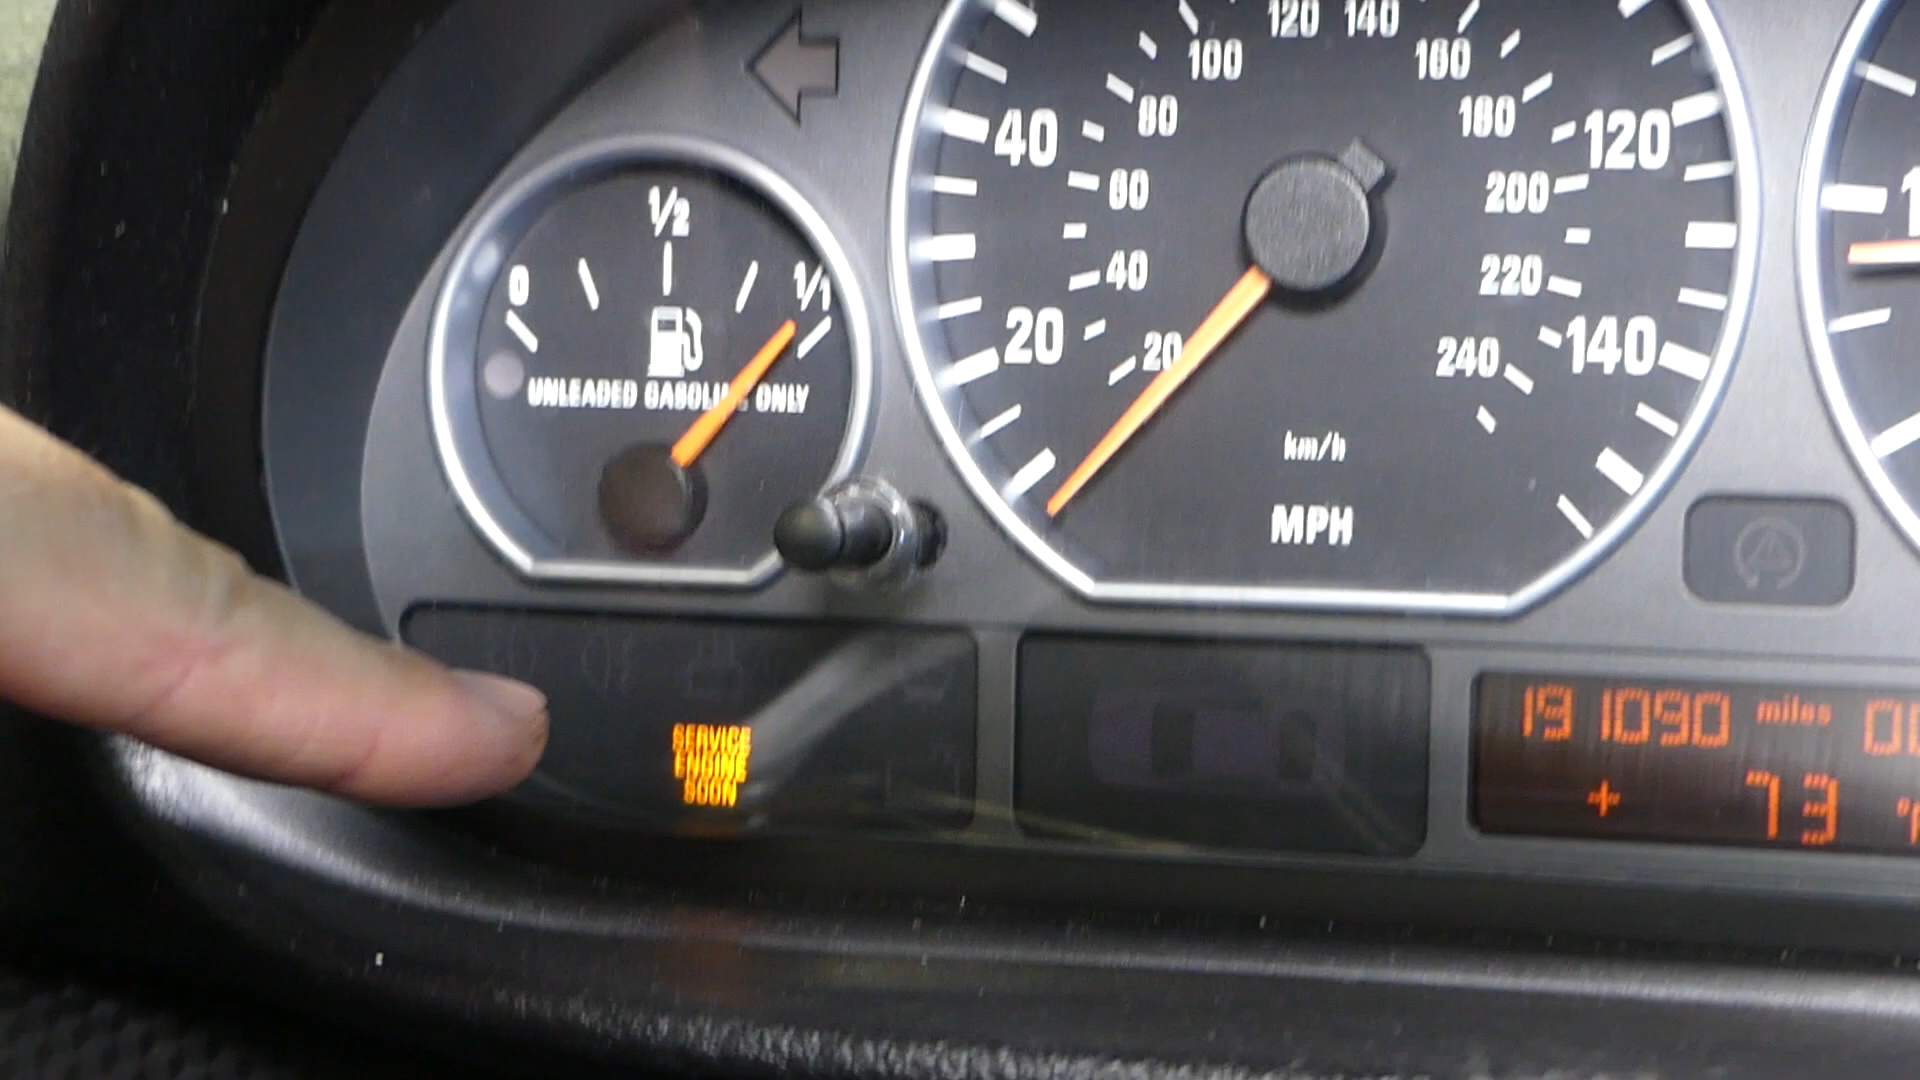 120 140
100 160
40 80 180 120
60 200
1/2
0 1/1 40 220
20 20 240 140
UNLEADED GASOLINE ONLY
km/h
MPH
SERVICE
ENGINE
SOON
191090 miles
+ 73